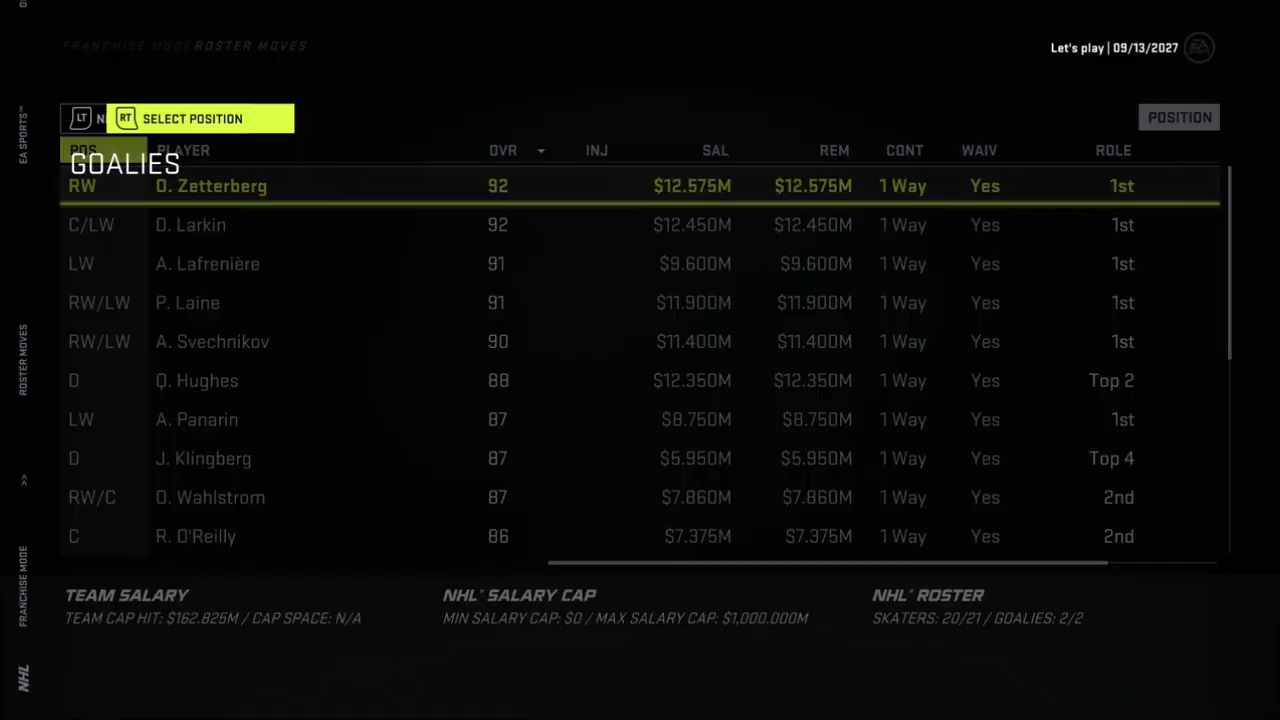 FRANCHISE MODE ROSTER MOVES
Let's play | 09/13/2027
EA SPORTS™
LT N
RT SELECT POSITION
POSITION
POS PLAYER OVR INJ SAL REM CONT WAIV ROLE
GOALIES
RW O. Zetterberg 92 $12.575M $12.575M 1 Way Yes 1st
C/LW D. Larkin 92 $12.450M $12.450M 1 Way Yes 1st
LW A. Lafrenière 91 $9.600M $9.600M 1 Way Yes 1st
RW/LW P. Laine 91 $11.900M $11.900M 1 Way Yes 1st
RW/LW A. Svechnikov 90 $11.400M $11.400M 1 Way Yes 1st
D Q. Hughes 88 $12.350M $12.350M 1 Way Yes Top 2
LW A. Panarin 87 $8.750M $8.750M 1 Way Yes 1st
D J. Klingberg 87 $5.950M $5.950M 1 Way Yes Top 4
RW/C O. Wahlstrom 87 $7.860M $7.860M 1 Way Yes 2nd
C R. O'Reilly 86 $7.375M $7.375M 1 Way Yes 2nd
ROSTER MOVES
>>
FRANCHISE MODE
NHL
TEAM SALARY
TEAM CAP HIT: $162.825M / CAP SPACE: N/A
NHL® SALARY CAP
MIN SALARY CAP: $0 / MAX SALARY CAP: $1,000.000M
NHL® ROSTER
SKATERS: 20/21 / GOALIES: 2/2